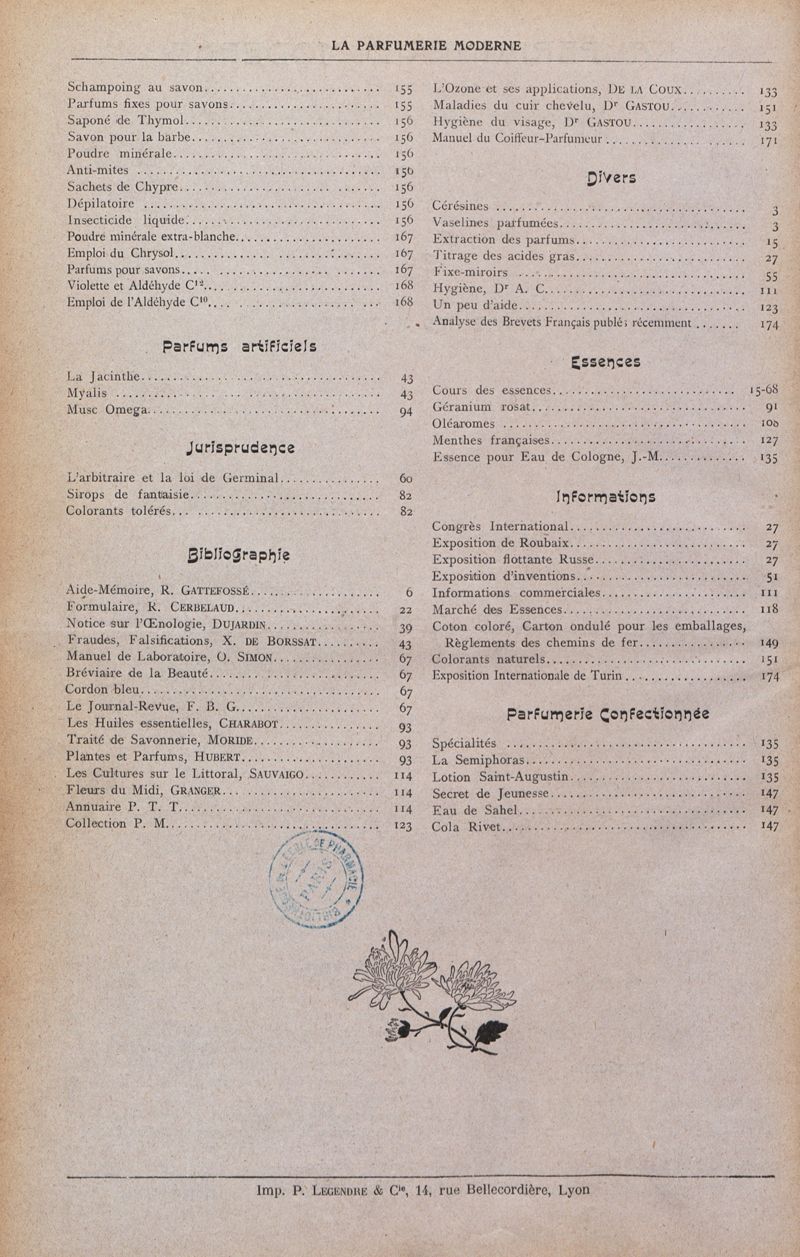 LA PARFUMERIE MODERNE
Schampoing au savon 155
Parfums fixes pour savons 155
Saponé de Thymol 156
Savon pour la barbe 156
Poudre minérale 156
Anti-mites 156
Sachets de Chypre 156
Dépilatoire 156
Insecticide liquide 156
Poudre minérale extra-blanche 167
Emploi du Chrysol 167
Parfums pour savons 167
Violette et Aldéhyde C¹² 168
Emploi de l'Aldéhyde C¹⁰ 168
Parfums artificiels
La Jacinthe 43
Myalis 43
Musc Omega 94
Jurisprudence
L'arbitraire et la loi de Germinal 60
Sirops de fantaisie 82
Colorants tolérés 82
Bibliographie
Aide-Mémoire, R. GATTEFOSSÉ 6
Formulaire, R. CERBELAUD 22
Notice sur l'Œnologie, DUJARDIN 39
Fraudes, Falsifications, X. DE BORSSAT 43
Manuel de Laboratoire, O. SIMON 67
Bréviaire de la Beauté 67
Cordon bleu 67
Le Journal-Revue, F. B. G. 67
Les Huiles essentielles, CHARABOT 93
Traité de Savonnerie, MORIDE 93
Plantes et Parfums, HUBERT 93
Les Cultures sur le Littoral, SAUVAIGO 114
Fleurs du Midi, GRANGER 114
Annuaire P. T. T. 114
Collection P. M. 123
L'Ozone et ses applications, DE LA COUX 133
Maladies du cuir chevelu, Dʳ GASTOU 151
Hygiène du visage, Dʳ GASTOU 133
Manuel du Coiffeur-Parfumeur 171
Divers
Cérésines 3
Vaselines parfumées 3
Extraction des parfums 15
Titrage des acides gras 27
Fixe-miroirs 55
Hygiène, Dʳ A. C. 111
Un peu d'aide 123
Analyse des Brevets Français publés récemment 174
Essences
Cours des essences 15-68
Géranium rosat 91
Oléaromes 100
Menthes françaises 127
Essence pour Eau de Cologne, J.-M. 135
Informations
Congrès International 27
Exposition de Roubaix 27
Exposition flottante Russe 27
Exposition d'inventions 51
Informations commerciales 111
Marché des Essences 118
Coton coloré, Carton ondulé pour les emballages,
Règlements des chemins de fer 149
Colorants naturels 151
Exposition Internationale de Turin 174
Parfumerie Confectionnée
Spécialités 135
La Semiphoras 135
Lotion Saint-Augustin 135
Secret de Jeunesse 147
Eau de Sahel 147
Cola Rivet 147
DE PHARMACIE
PARIS
Imp. P. LEGENDRE & Cⁱᵉ, 14, rue Bellecordière, Lyon